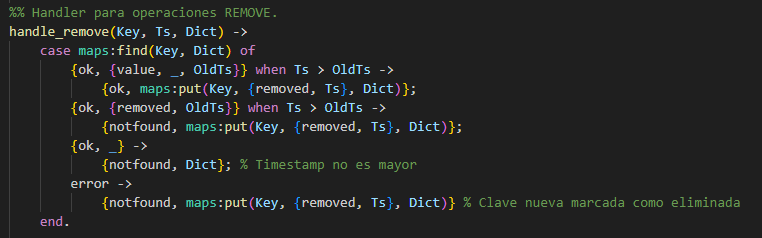 %% Handler para operaciones REMOVE.
handle_remove(Key, Ts, Dict) ->
    case maps:find(Key, Dict) of
        {ok, {value, _, OldTs}} when Ts > OldTs ->
            {ok, maps:put(Key, {removed, Ts}, Dict)};
        {ok, {removed, OldTs}} when Ts > OldTs ->
            {notfound, maps:put(Key, {removed, Ts}, Dict)};
        {ok, _} ->
            {notfound, Dict}; % Timestamp no es mayor
        error ->
            {notfound, maps:put(Key, {removed, Ts}, Dict)} % Clave nueva marcada como eliminada
    end.